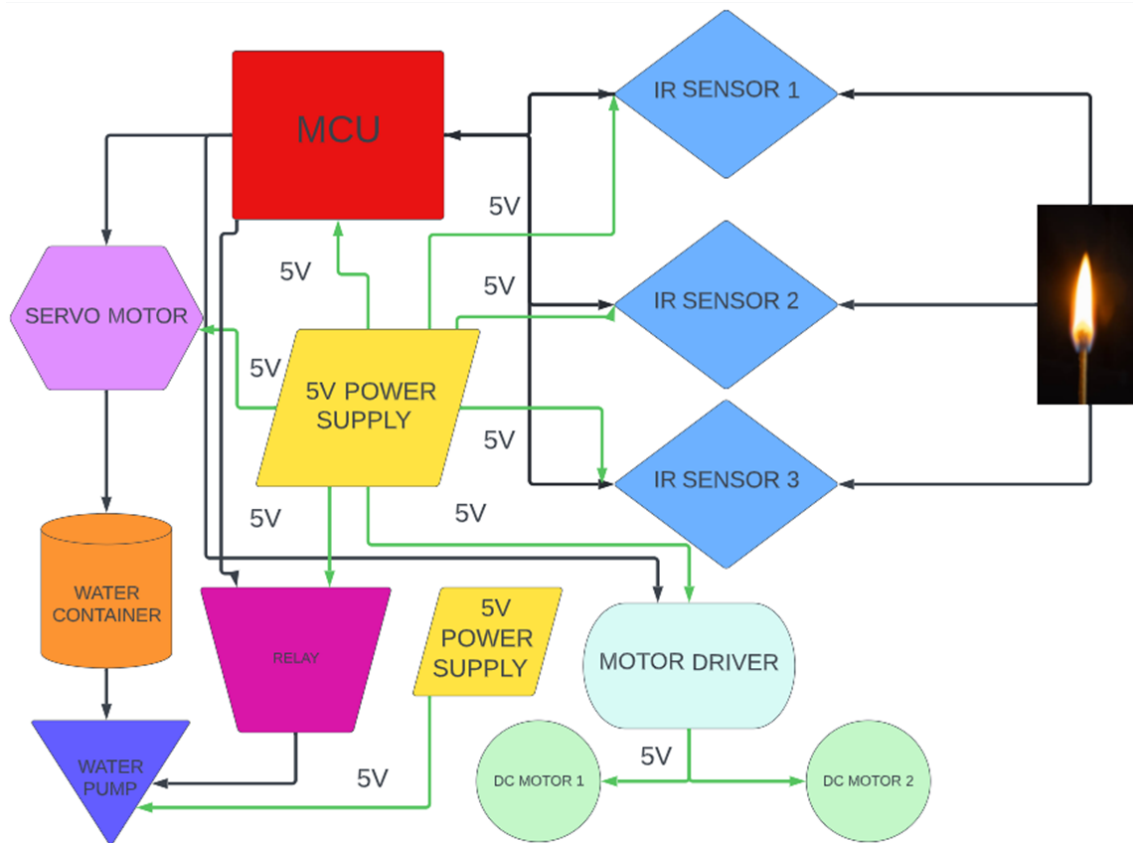 MCU
IR SENSOR 1
5V
5V
IR SENSOR 2
5V
SERVO MOTOR
5V
5V POWER
SUPPLY
5V
IR SENSOR 3
5V
5V
WATER
CONTAINER
5V
POWER
SUPPLY
RELAY
MOTOR DRIVER
WATER
PUMP
5V
5V
DC MOTOR 1
DC MOTOR 2